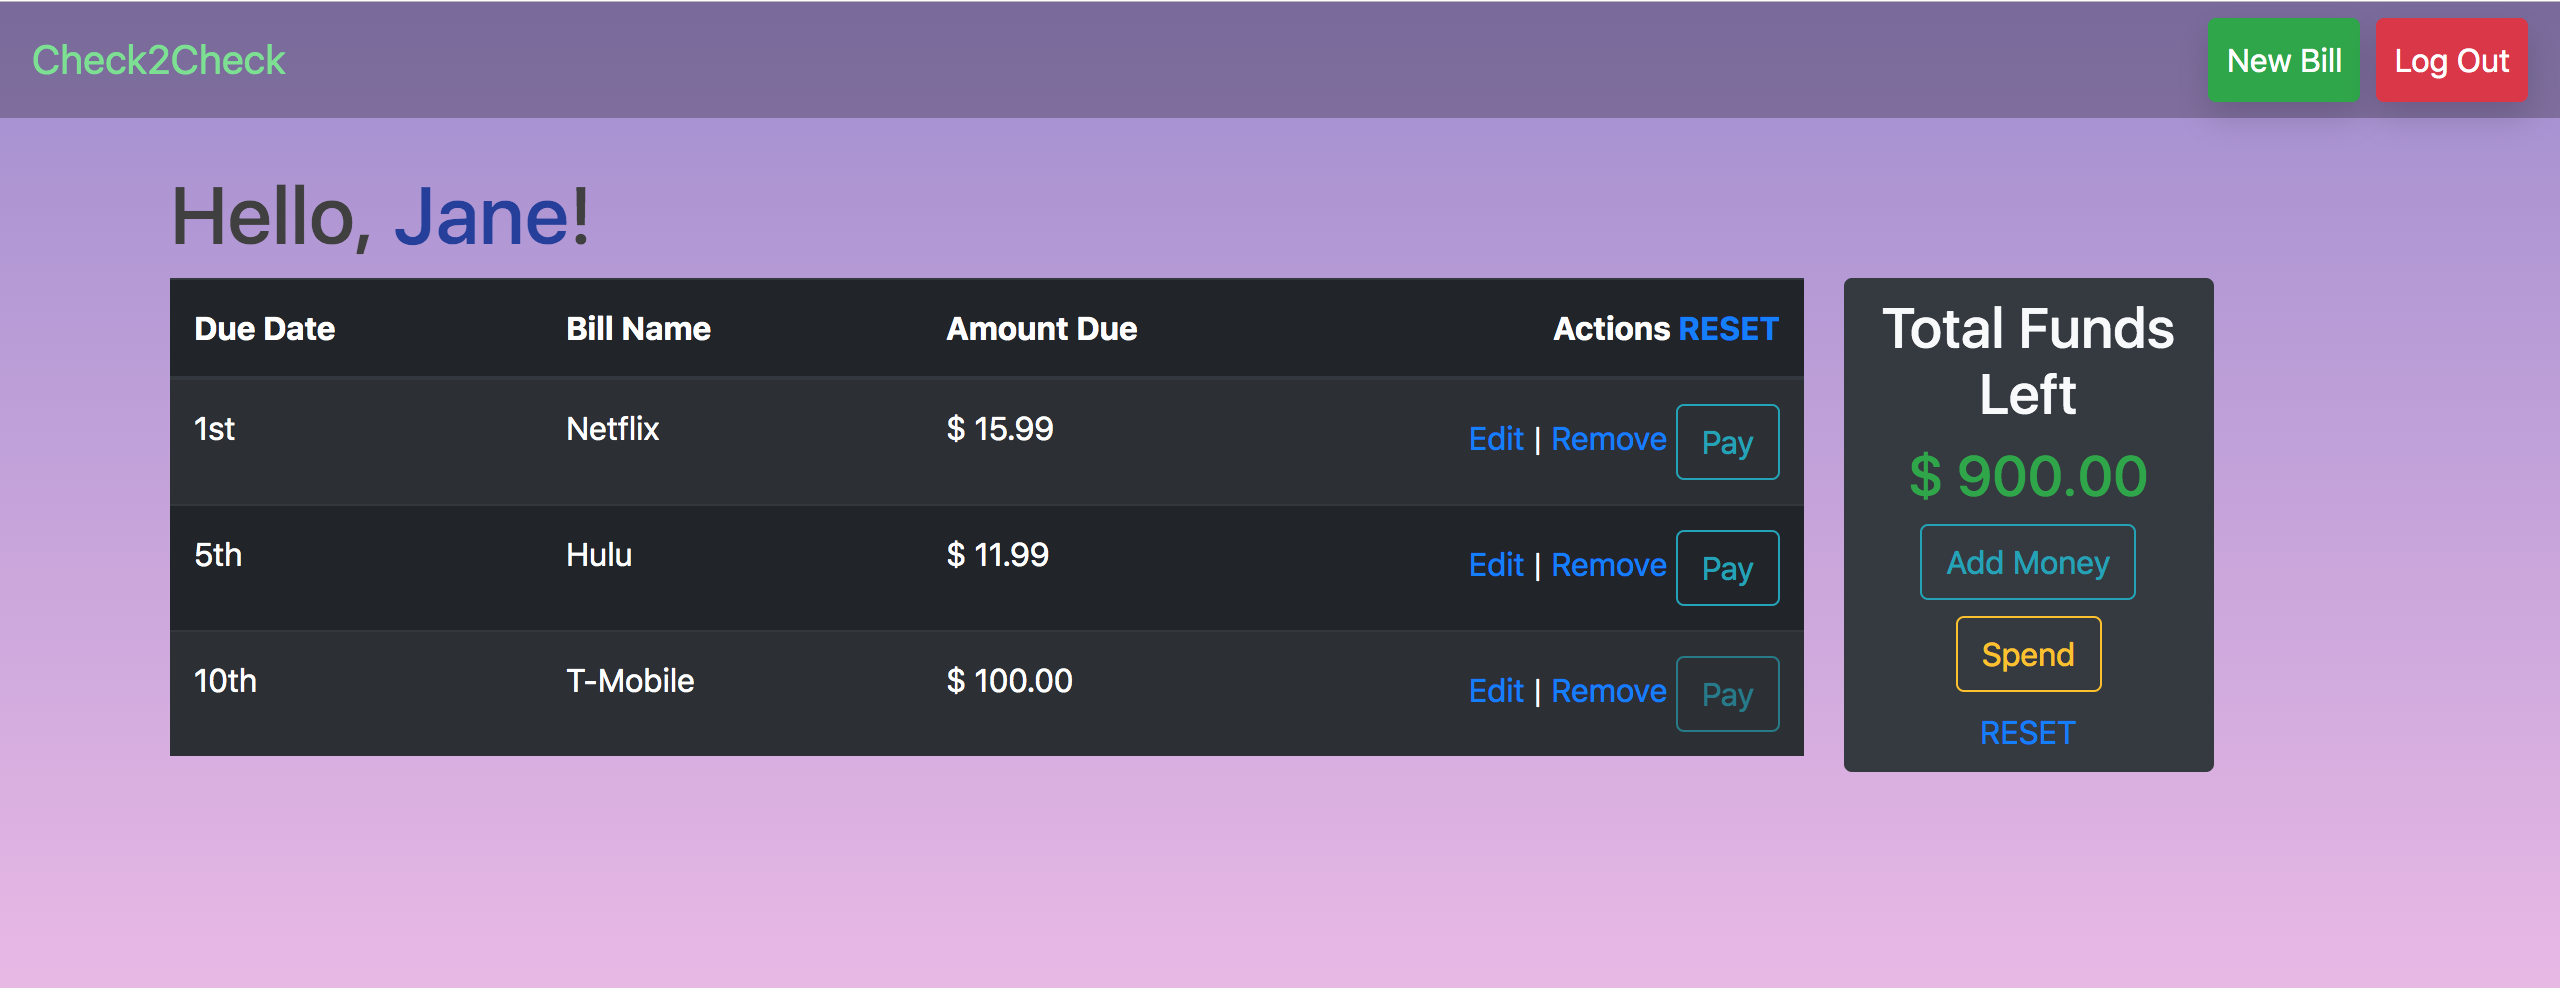 Check2Check New Bill Log Out
Hello, Jane!
Due Date Bill Name Amount Due Actions RESET
1st Netflix $ 15.99 Edit | Remove Pay
5th Hulu $ 11.99 Edit | Remove Pay
10th T-Mobile $ 100.00 Edit | Remove Pay
Total Funds
Left
$ 900.00
Add Money
Spend
RESET